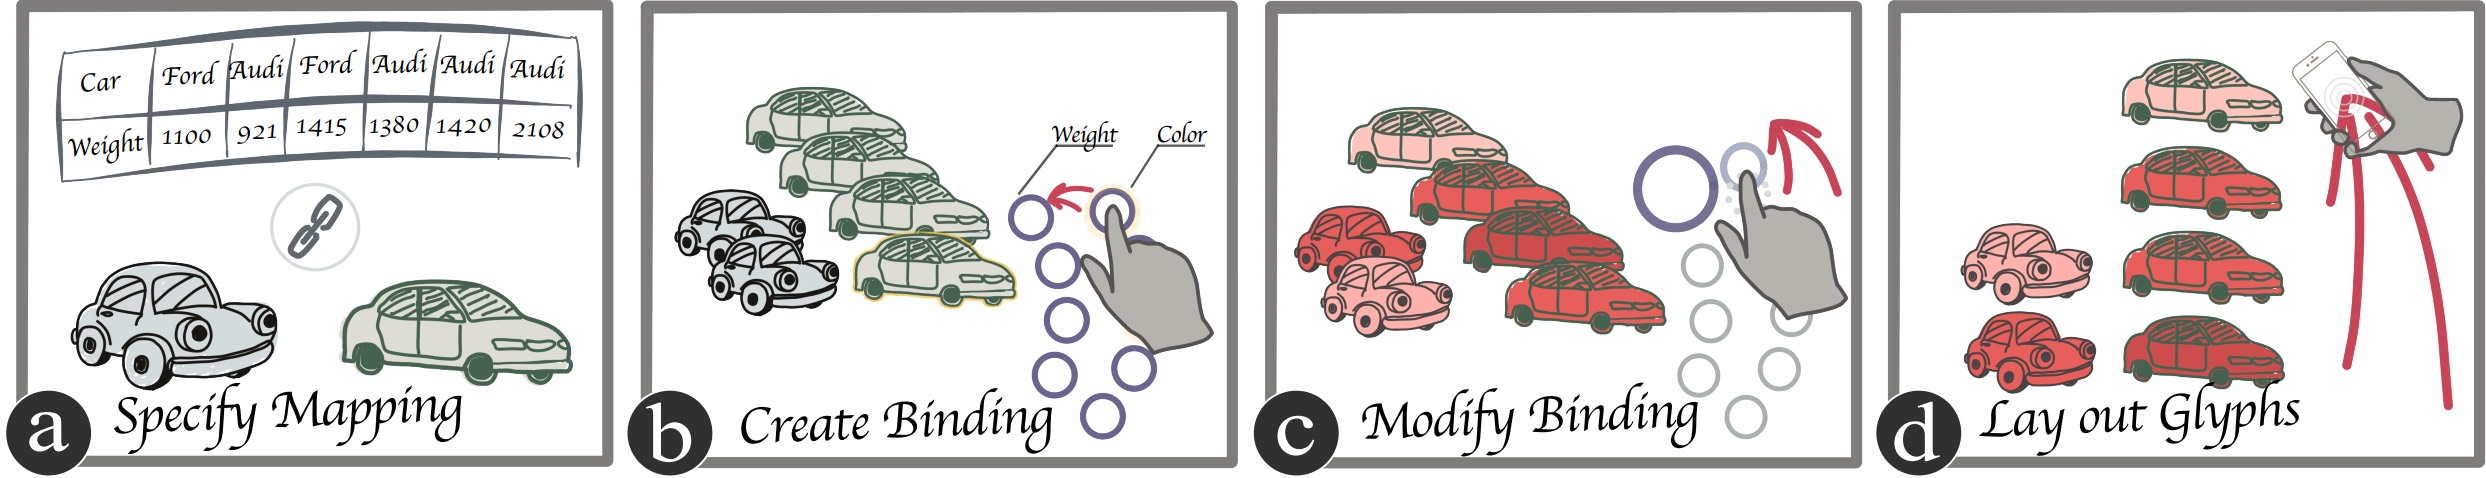 Car Ford Audi Ford Audi Audi Audi
Weight 1100 921 1415 1380 1420 2108
a Specify Mapping
Weight Color
b Create Binding
c Modify Binding
d Lay out Glyphs